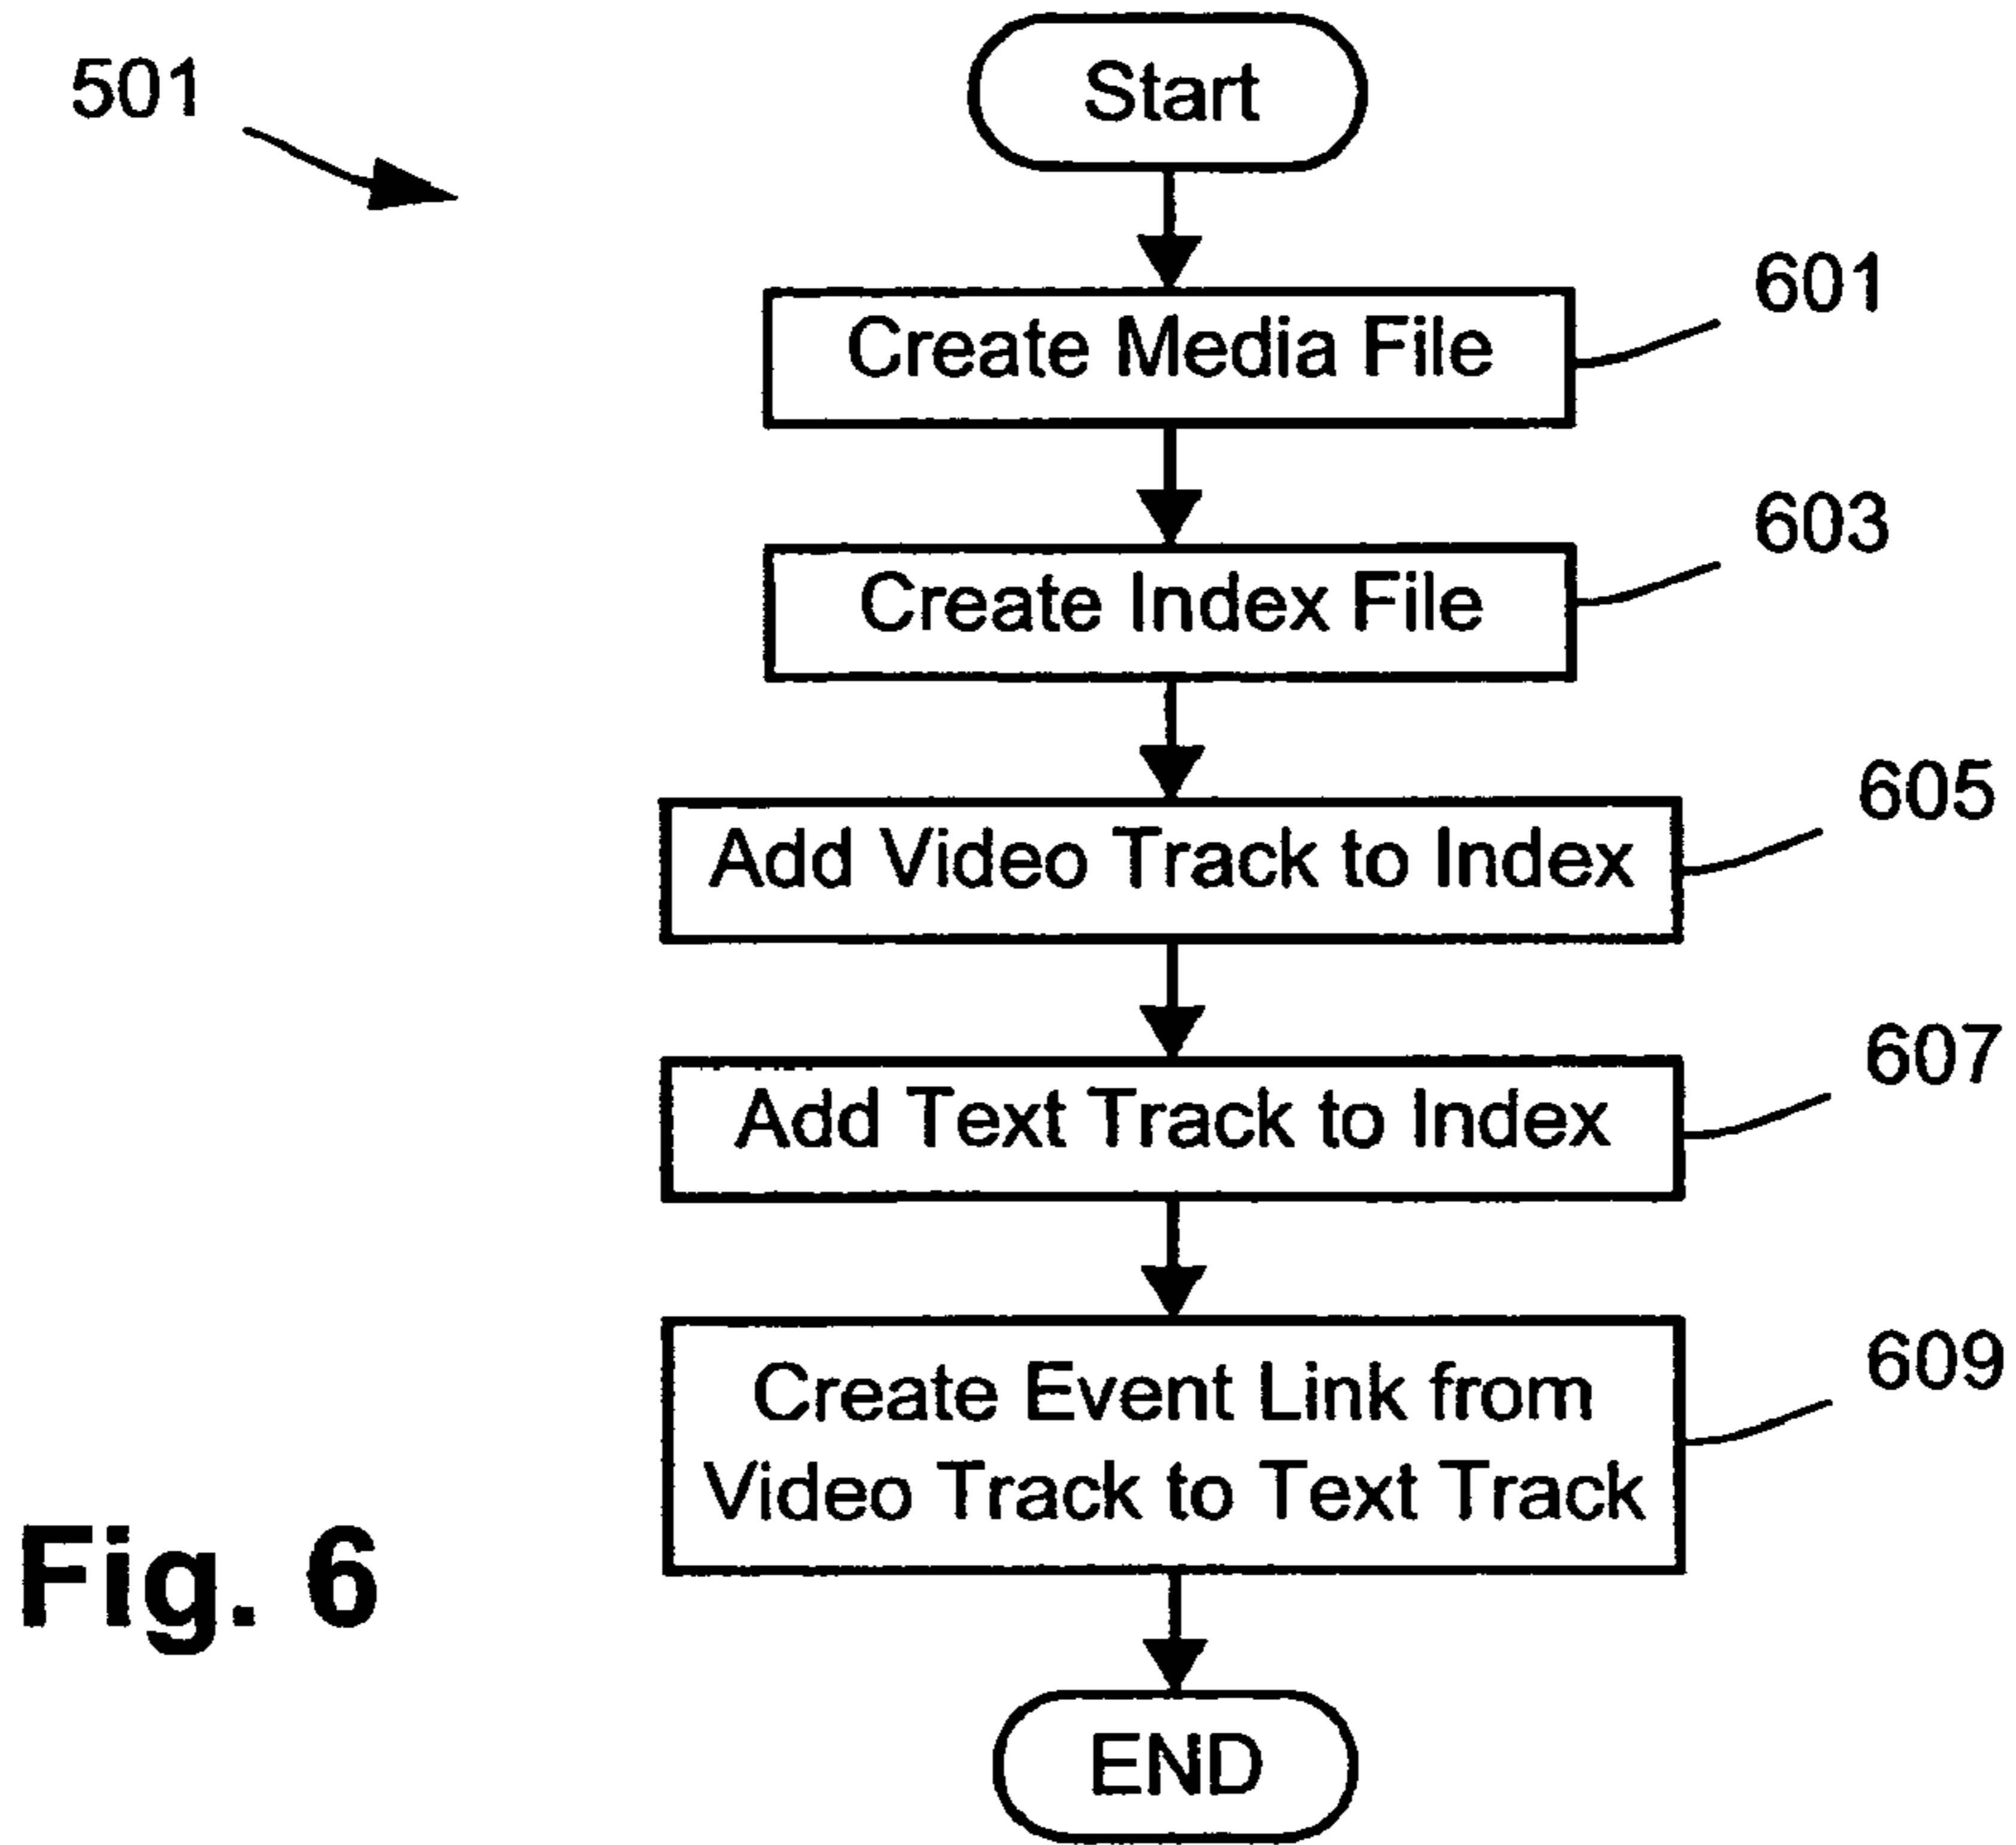 501
Start
601
Create Media File
603
Create Index File
605
Add Video Track to Index
607
Add Text Track to Index
609
Create Event Link from
Video Track to Text Track
Fig. 6
END